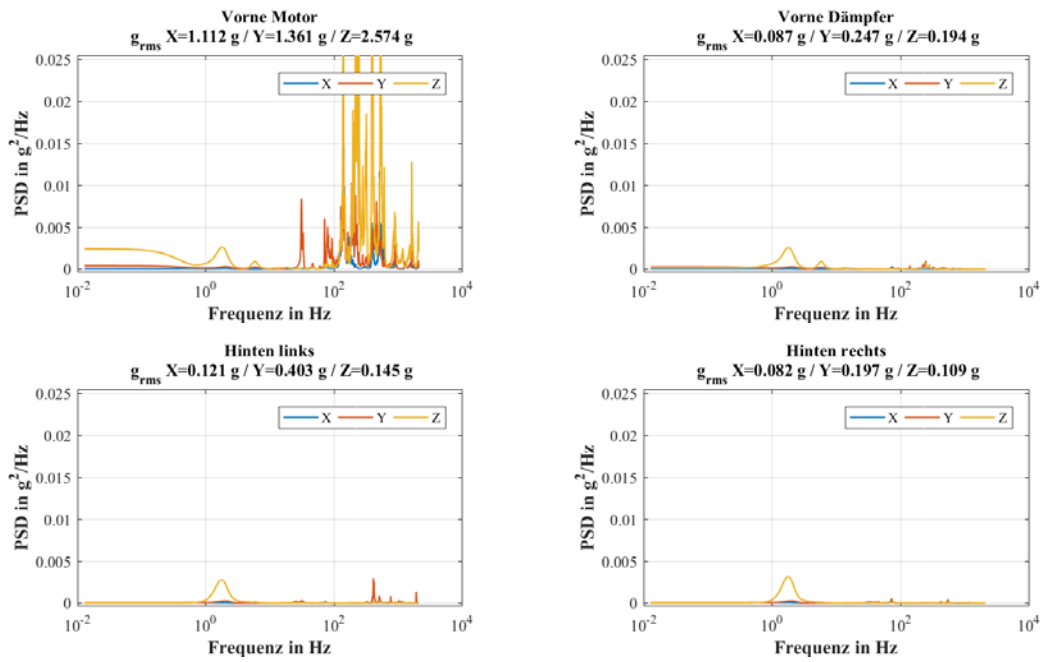 Vorne Motor
g_rms X=1.112 g / Y=1.361 g / Z=2.574 g
0.025
0.02
0.015
0.01
0.005
0
PSD in g²/Hz
X Y Z
10⁻² 10⁰ 10² 10⁴
Frequenz in Hz
Vorne Dämpfer
g_rms X=0.087 g / Y=0.247 g / Z=0.194 g
0.025
0.02
0.015
0.01
0.005
0
PSD in g²/Hz
X Y Z
10⁻² 10⁰ 10² 10⁴
Frequenz in Hz
Hinten links
g_rms X=0.121 g / Y=0.403 g / Z=0.145 g
0.025
0.02
0.015
0.01
0.005
0
PSD in g²/Hz
X Y Z
10⁻² 10⁰ 10² 10⁴
Frequenz in Hz
Hinten rechts
g_rms X=0.082 g / Y=0.197 g / Z=0.109 g
0.025
0.02
0.015
0.01
0.005
0
PSD in g²/Hz
X Y Z
10⁻² 10⁰ 10² 10⁴
Frequenz in Hz